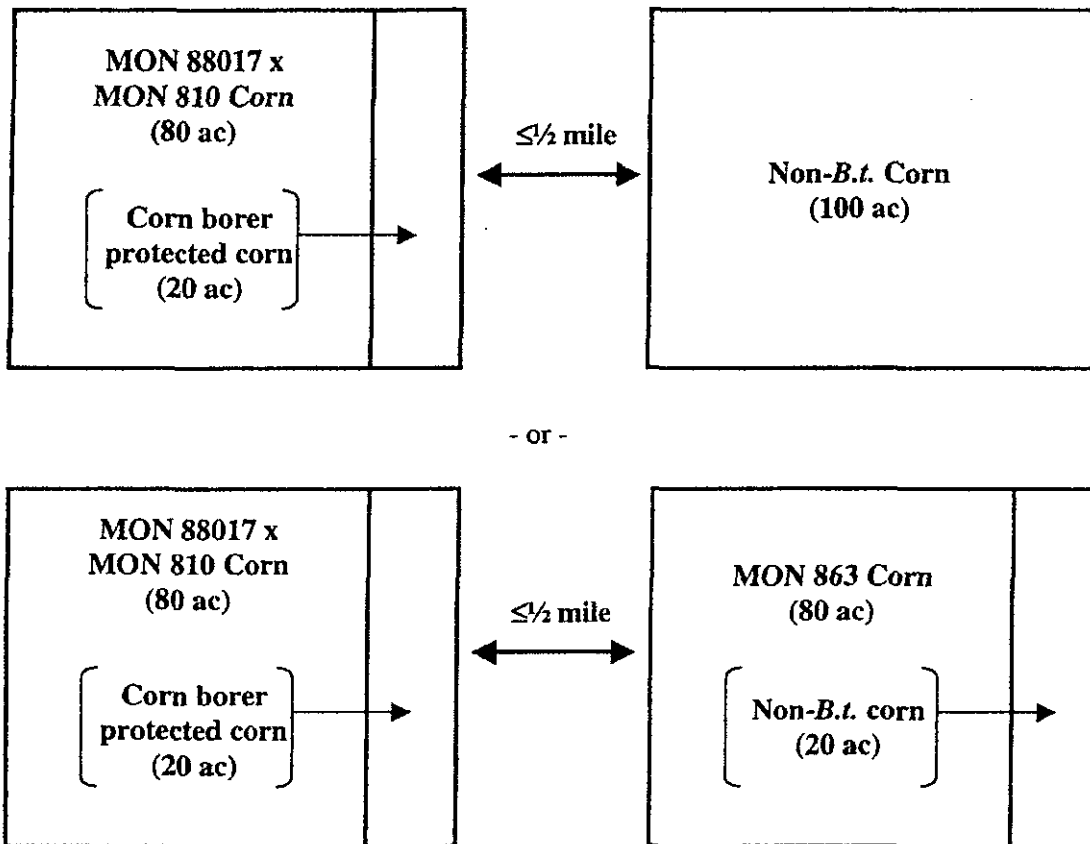 MON 88017 x
MON 810 Corn
(80 ac)
Corn borer
protected corn
(20 ac)
≤½ mile
Non-B.t. Corn
(100 ac)
- or -
MON 88017 x
MON 810 Corn
(80 ac)
Corn borer
protected corn
(20 ac)
≤½ mile
MON 863 Corn
(80 ac)
Non-B.t. corn
(20 ac)